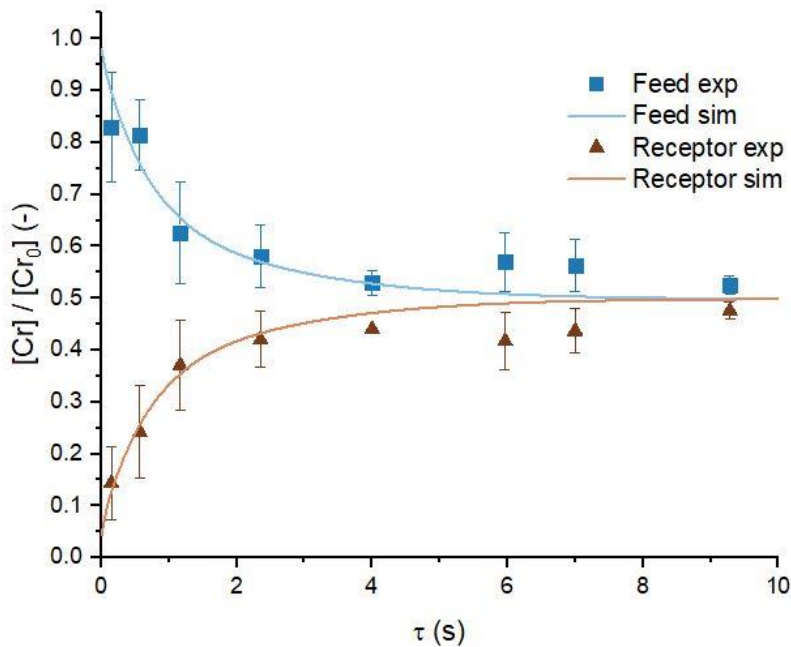 1.0
0.9
0.8
0.7
0.6
0.5
0.4
0.3
0.2
0.1
0.0
[Cr] / [Cr₀] (-)
Feed exp
Feed sim
Receptor exp
Receptor sim
0 2 4 6 8 10
τ (s)